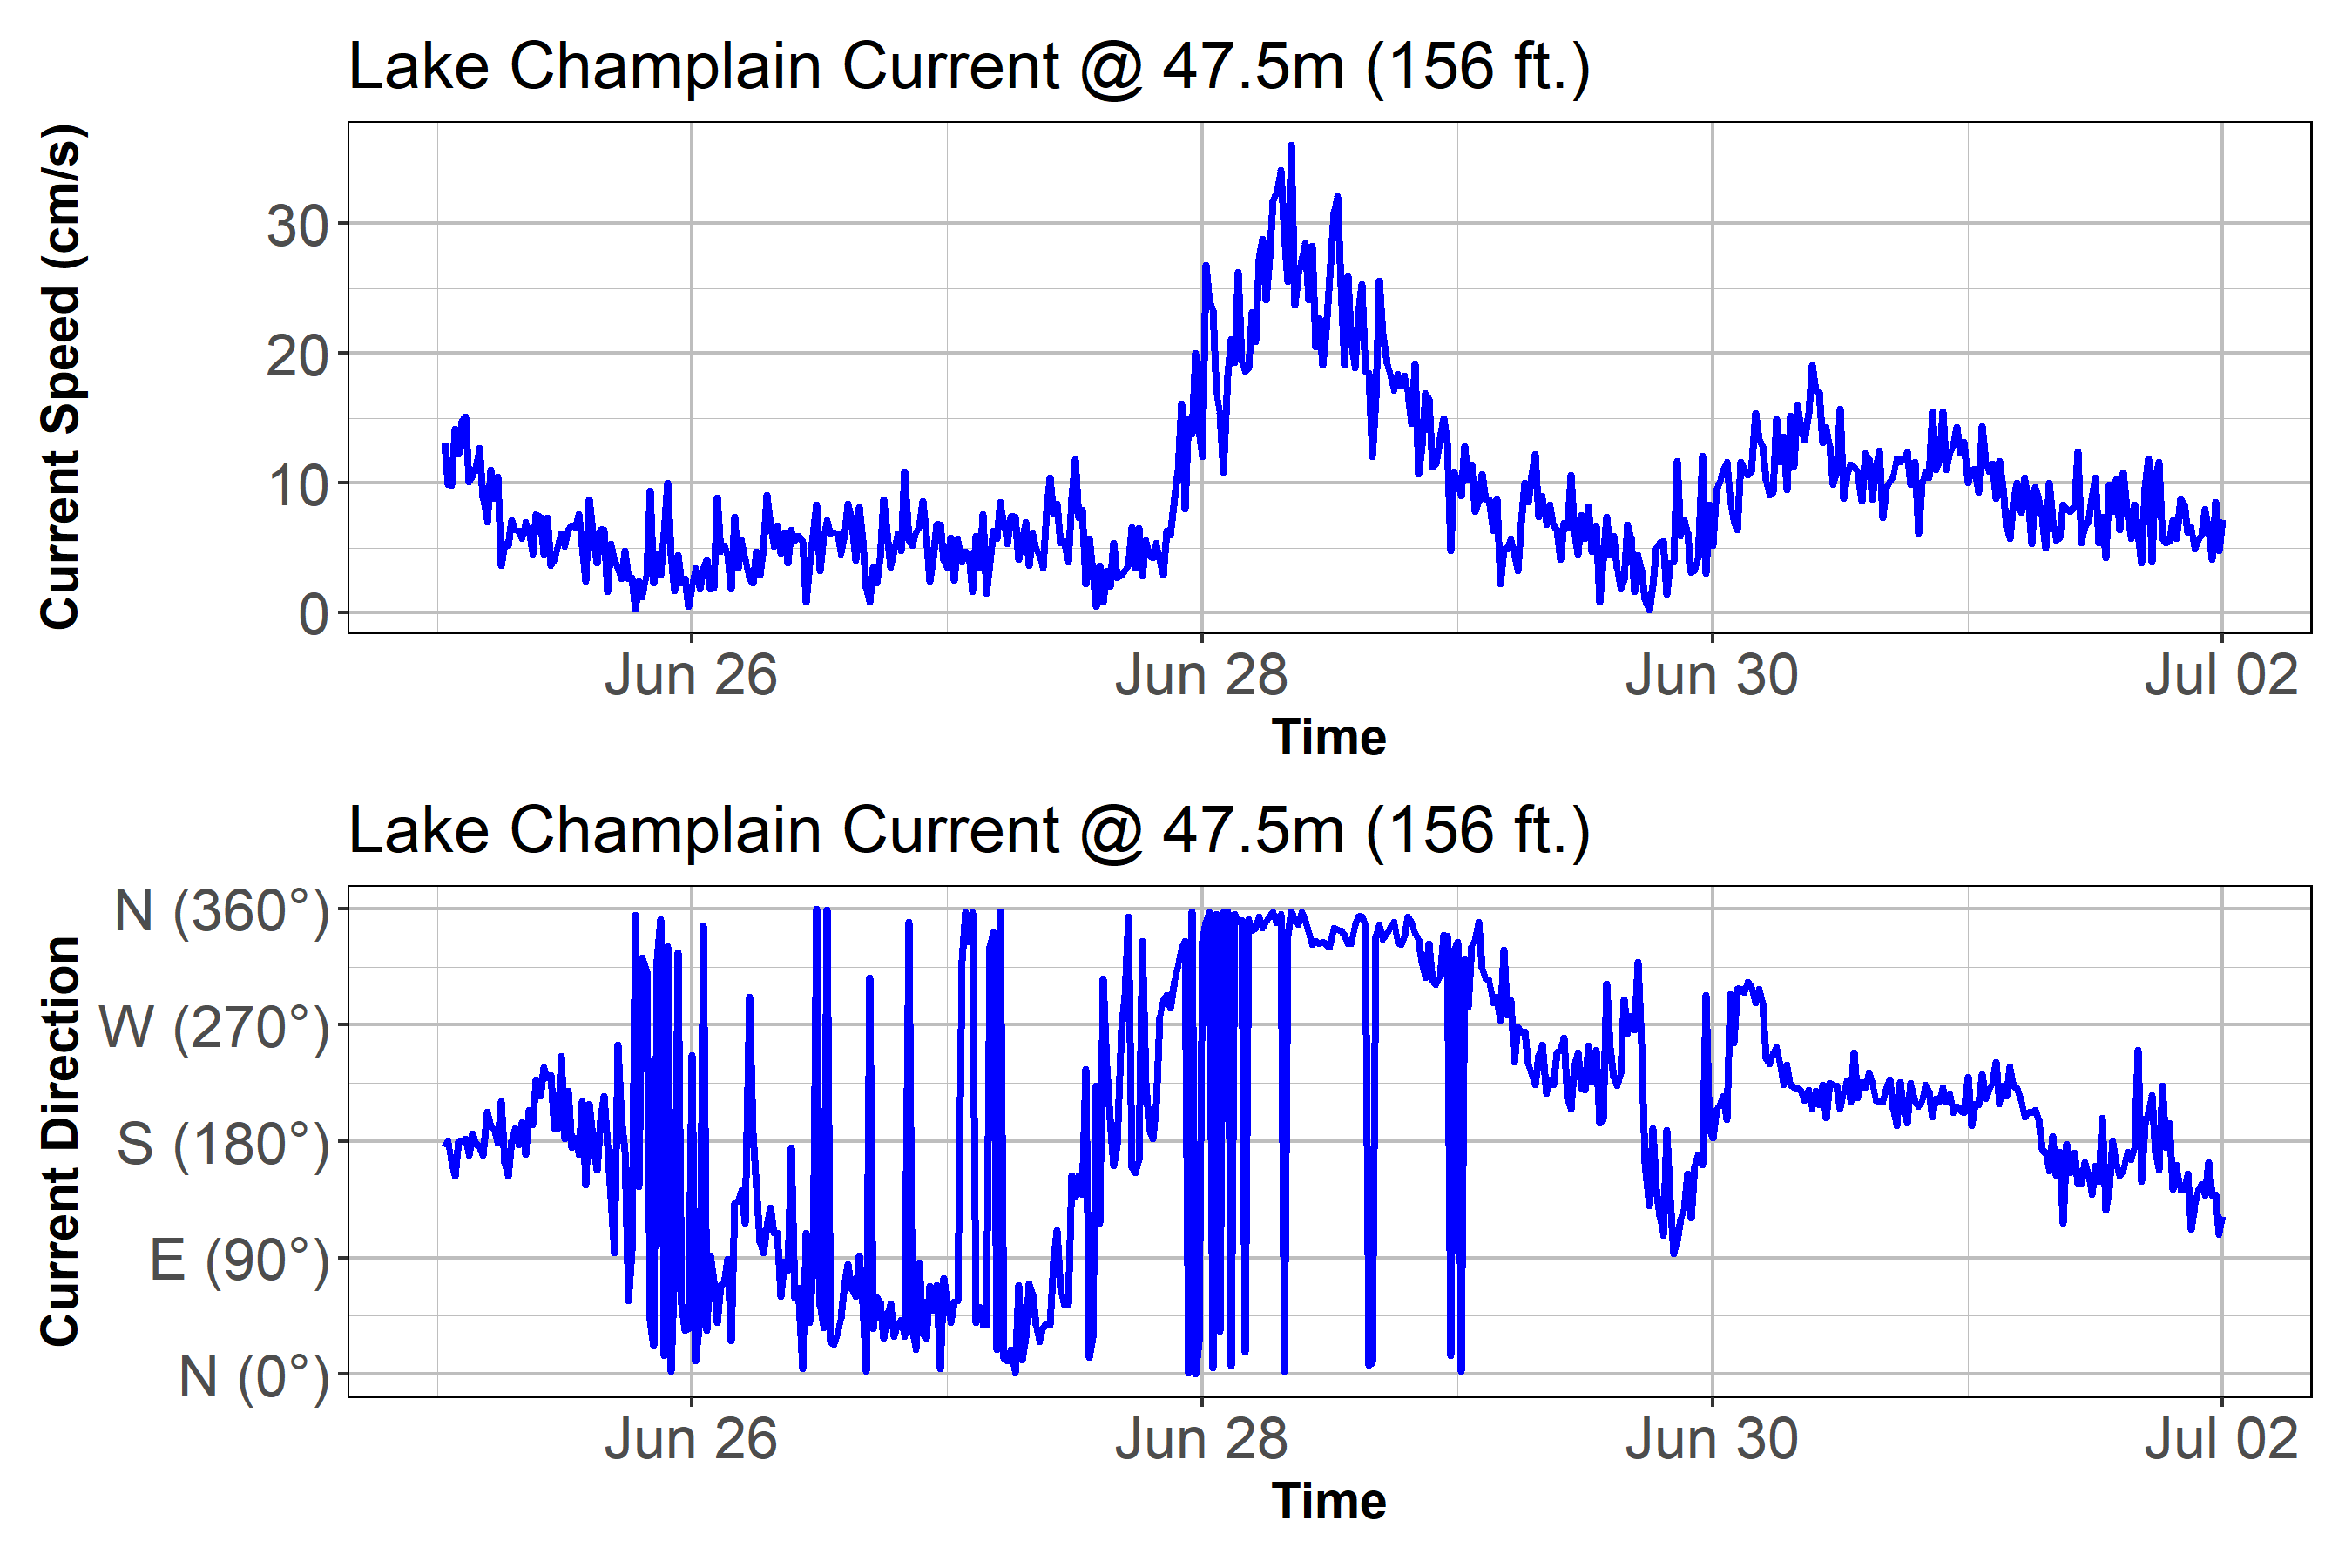 Lake Champlain Current @ 47.5m (156 ft.)
Current Speed (cm/s)
30
20
10
0
Jun 26 Jun 28 Jun 30 Jul 02
Time
Lake Champlain Current @ 47.5m (156 ft.)
Current Direction
N (360°)
W (270°)
S (180°)
E (90°)
N (0°)
Jun 26 Jun 28 Jun 30 Jul 02
Time